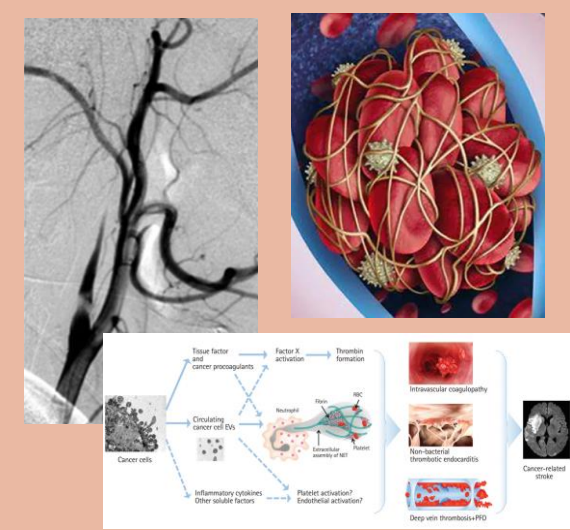 Tissue factor
and
cancer procoagulants
Factor X
activation
Thrombin
formation
Intravascular coagulopathy
Cancer cells
Circulating
cancer cell EVs
Neutrophil
Fibrin
RBC
Extracellular
assembly of NET
Platelet
Non-bacterial
thrombotic endocarditis
Cancer-related
stroke
Inflammatory cytokines
Other soluble factors
Platelet activation?
Endothelial activation?
Deep vein thrombosis+PFO